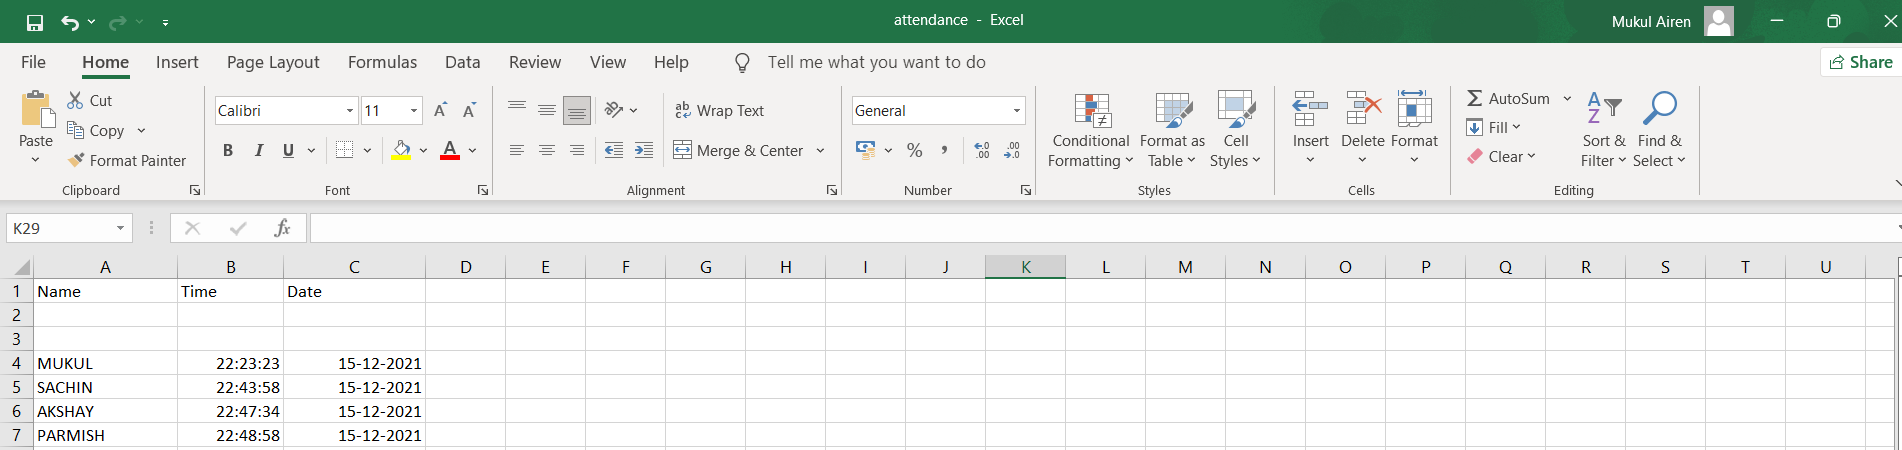 attendance - Excel
Mukul Airen
File Home Insert Page Layout Formulas Data Review View Help Tell me what you want to do
Share
Paste
Cut
Copy
Format Painter
Clipboard
Calibri 11 A A
B I U A
Font
ab Wrap Text
Merge & Center
Alignment
General
% , .00 .00
Number
Conditional Formatting
Format as Table
Cell Styles
Styles
Insert Delete Format
Cells
AutoSum
Fill
Clear
Sort & Filter
Find & Select
Editing
K29 fx
A B C D E F G H I J K L M N O P Q R S T U
1 Name Time Date
2
3
4 MUKUL 22:23:23 15-12-2021
5 SACHIN 22:43:58 15-12-2021
6 AKSHAY 22:47:34 15-12-2021
7 PARMISH 22:48:58 15-12-2021